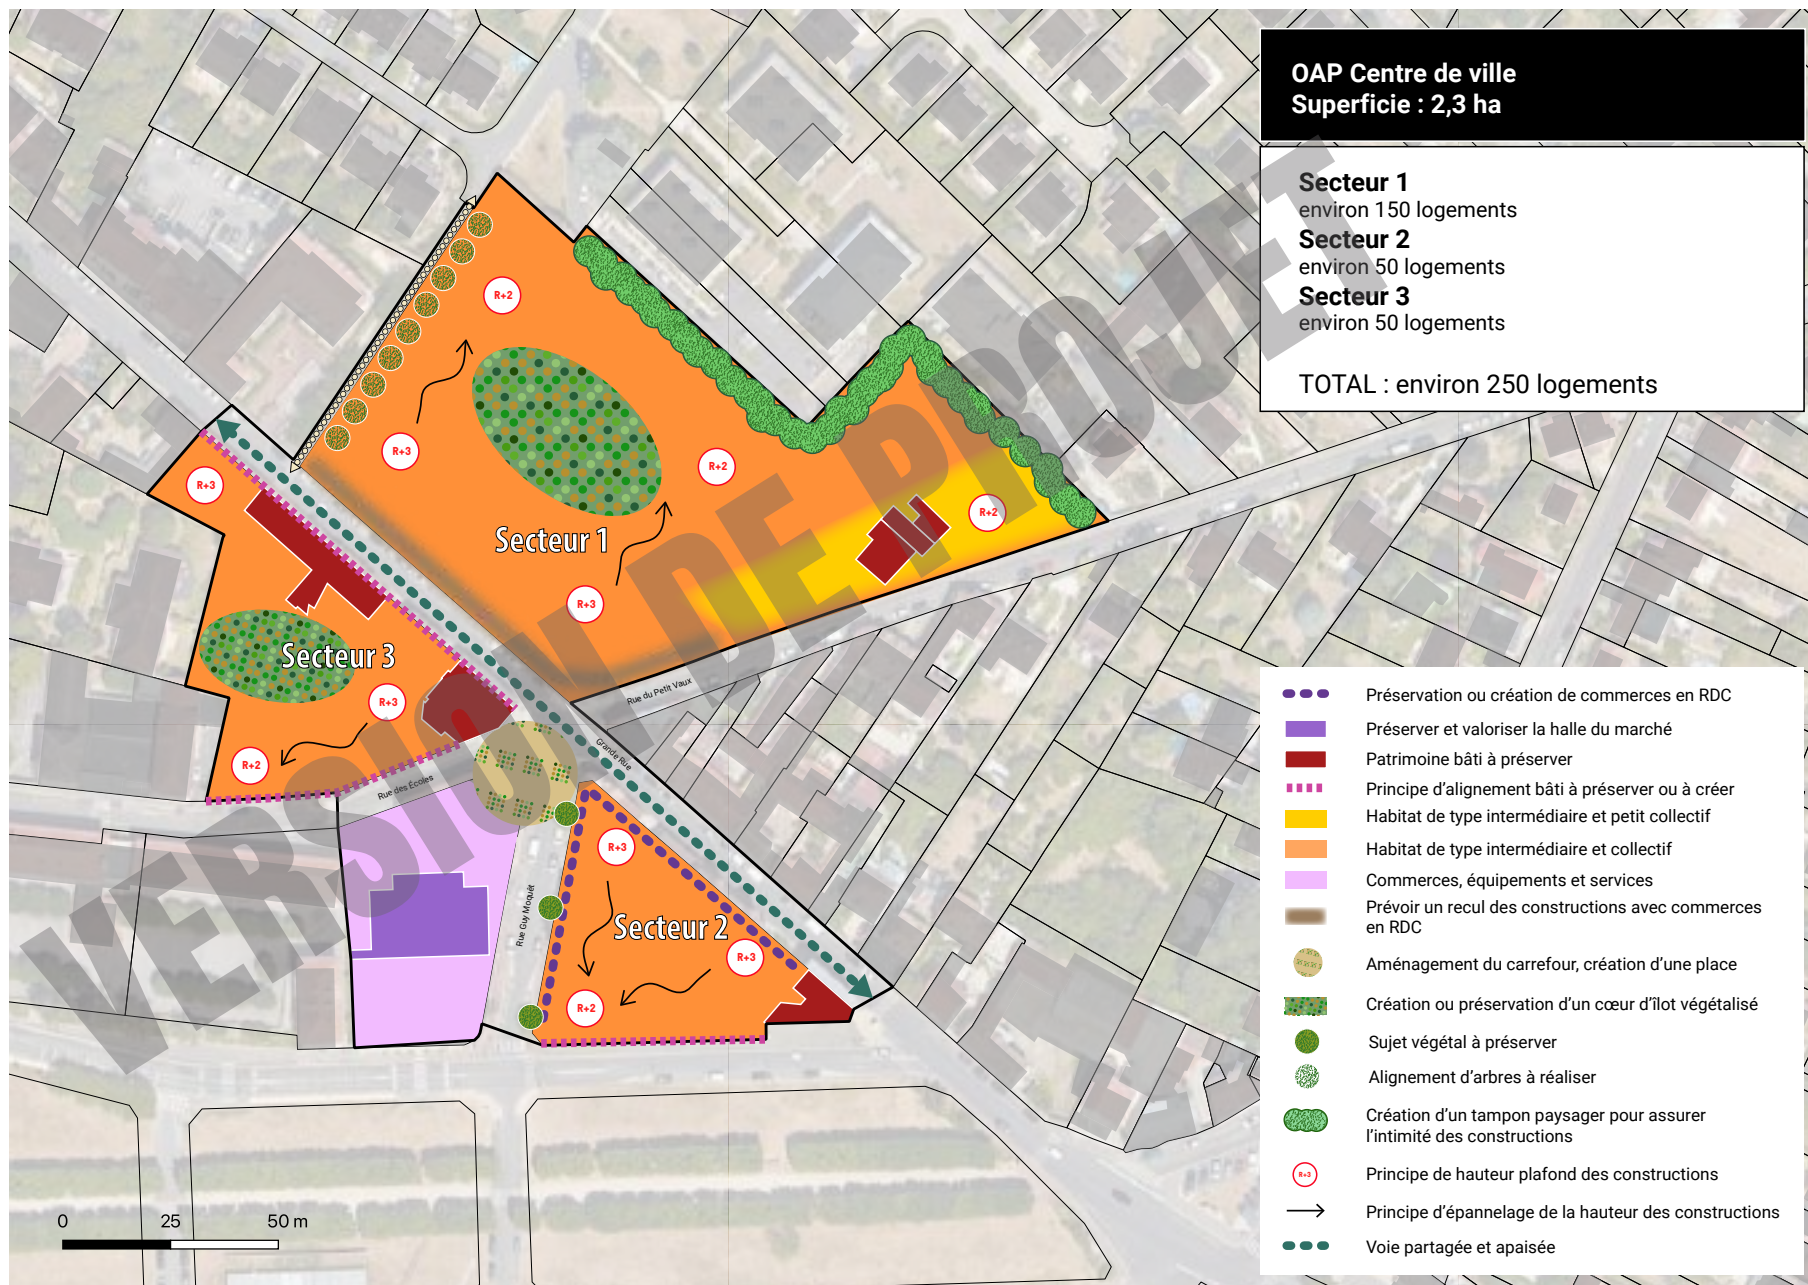 OAP Centre de ville
Superficie : 2,3 ha
Secteur 1
environ 150 logements
Secteur 2
environ 50 logements
Secteur 3
environ 50 logements
TOTAL : environ 250 logements
VERSION DE PROJET
R+2
R+3
R+2
R+3
R+2
Secteur 1
R+3
Secteur 3
R+3
R+2
Rue du Petit Vaux
Grande Rue
Rue des Écoles
Rue Guy Moquêt
R+3
Secteur 2
R+3
R+2
Préservation ou création de commerces en RDC
Préserver et valoriser la halle du marché
Patrimoine bâti à préserver
Principe d'alignement bâti à préserver ou à créer
Habitat de type intermédiaire et petit collectif
Habitat de type intermédiaire et collectif
Commerces, équipements et services
Prévoir un recul des constructions avec commerces
en RDC
Aménagement du carrefour, création d'une place
Création ou préservation d'un cœur d'îlot végétalisé
Sujet végétal à préserver
Alignement d'arbres à réaliser
Création d'un tampon paysager pour assurer
l'intimité des constructions
R+3
Principe de hauteur plafond des constructions
Principe d'épannelage de la hauteur des constructions
Voie partagée et apaisée
0 25 50 m